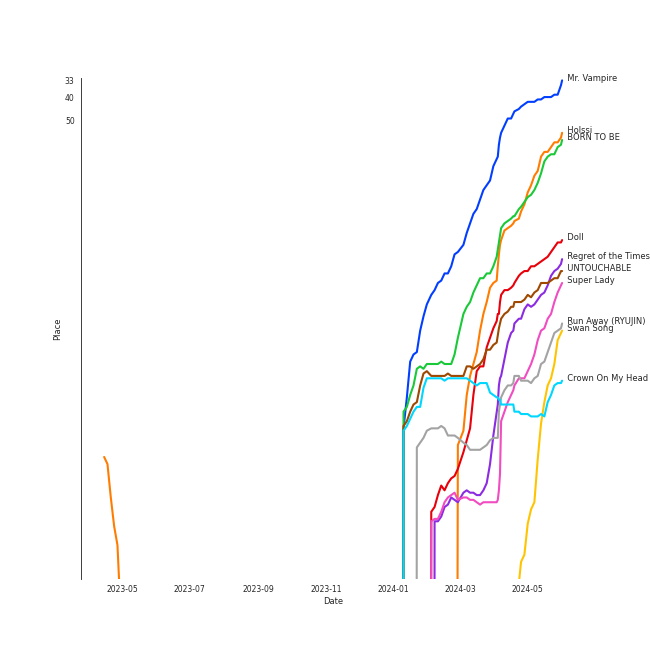 33
40
50
Place
Mr. Vampire
Holssi
BORN TO BE
Doll
Regret of the Times
UNTOUCHABLE
Super Lady
Run Away (RYUJIN)
Swan Song
Crown On My Head
2023-05 2023-07 2023-09 2023-11 2024-01 2024-03 2024-05
Date